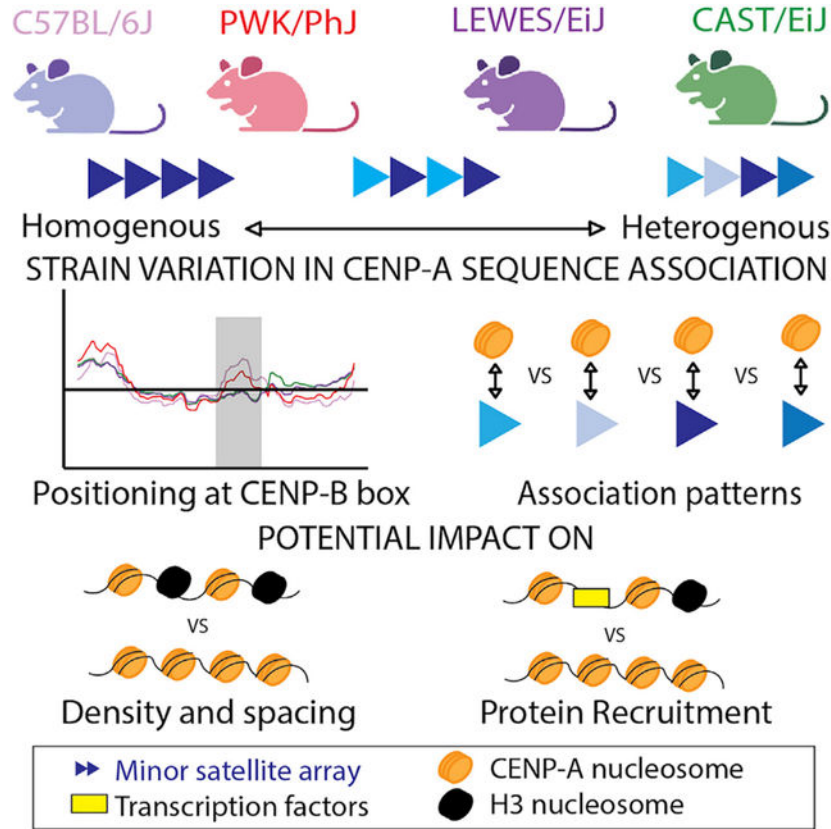 C57BL/6J PWK/PhJ LEWES/EiJ CAST/EiJ
Homogenous Heterogenous
STRAIN VARIATION IN CENP-A SEQUENCE ASSOCIATION
vs vs vs
Positioning at CENP-B box Association patterns
POTENTIAL IMPACT ON
vs vs
Density and spacing Protein Recruitment
Minor satellite array CENP-A nucleosome
Transcription factors H3 nucleosome